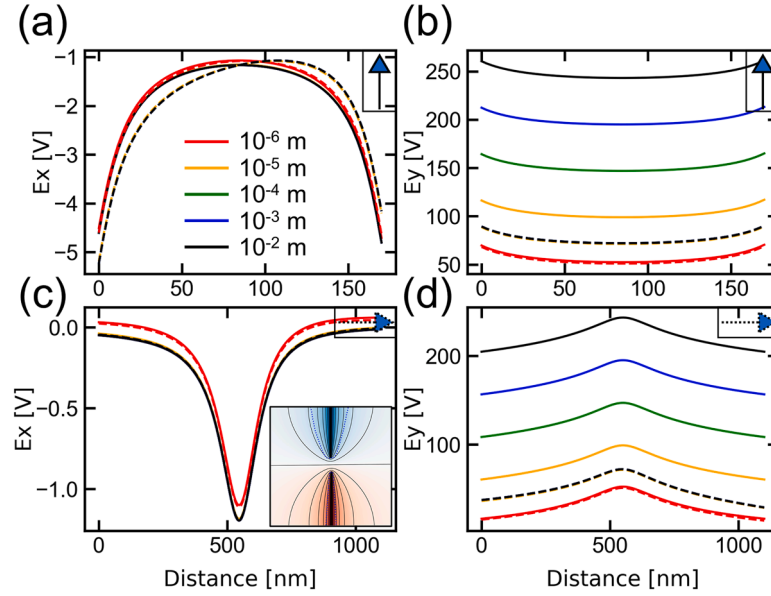 (a)
Ex [V]
−1
−2
−3
−4
−5
0
50
100
150
10⁻⁶ m
10⁻⁵ m
10⁻⁴ m
10⁻³ m
10⁻² m
(b)
Ey [V]
250
200
150
100
50
0
50
100
150
(c)
Ex [V]
0.0
−0.5
−1.0
0
500
1000
Distance [nm]
(d)
Ey [V]
200
100
0
500
1000
Distance [nm]